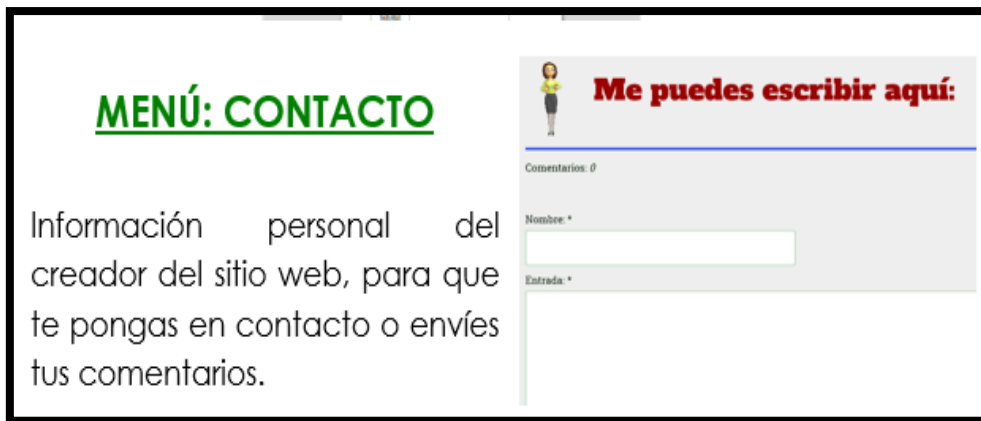 MENÚ: CONTACTO
Información personal del
creador del sitio web, para que
te pongas en contacto o envíes
tus comentarios.
Me puedes escribir aquí:
Comentarios: 0
Nombre: *
Entrada: *